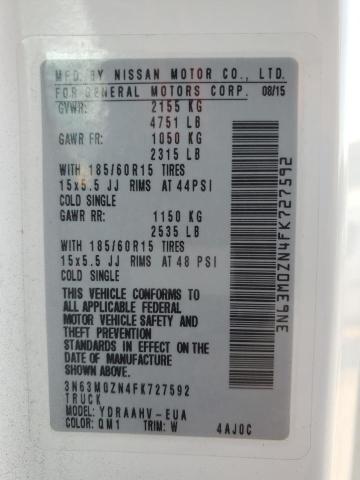 MFD. BY NISSAN MOTOR CO., LTD.
FOR GENERAL MOTORS CORP. 08/15
GVWR: 2155 KG
4751 LB
GAWR FR: 1050 KG
2315 LB
WITH 185/60R15 TIRES
15x5.5 JJ RIMS AT 44PSI
COLD SINGLE
GAWR RR: 1150 KG
2535 LB
WITH 185/60R15 TIRES
15x5.5 JJ RIMS AT 48 PSI
COLD SINGLE
THIS VEHICLE CONFORMS TO
ALL APPLICABLE FEDERAL
MOTOR VEHICLE SAFETY AND
THEFT PREVENTION STANDARDS
IN EFFECT ON THE DATE
OF MANUFACTURE
SHOWN ABOVE.
3N63M0ZN4FK727592
TRUCK
MODEL: YDRAAHV-EUA
COLOR: QM1 TRIM: W 4AJ0C
3N63M0ZN4FK727592